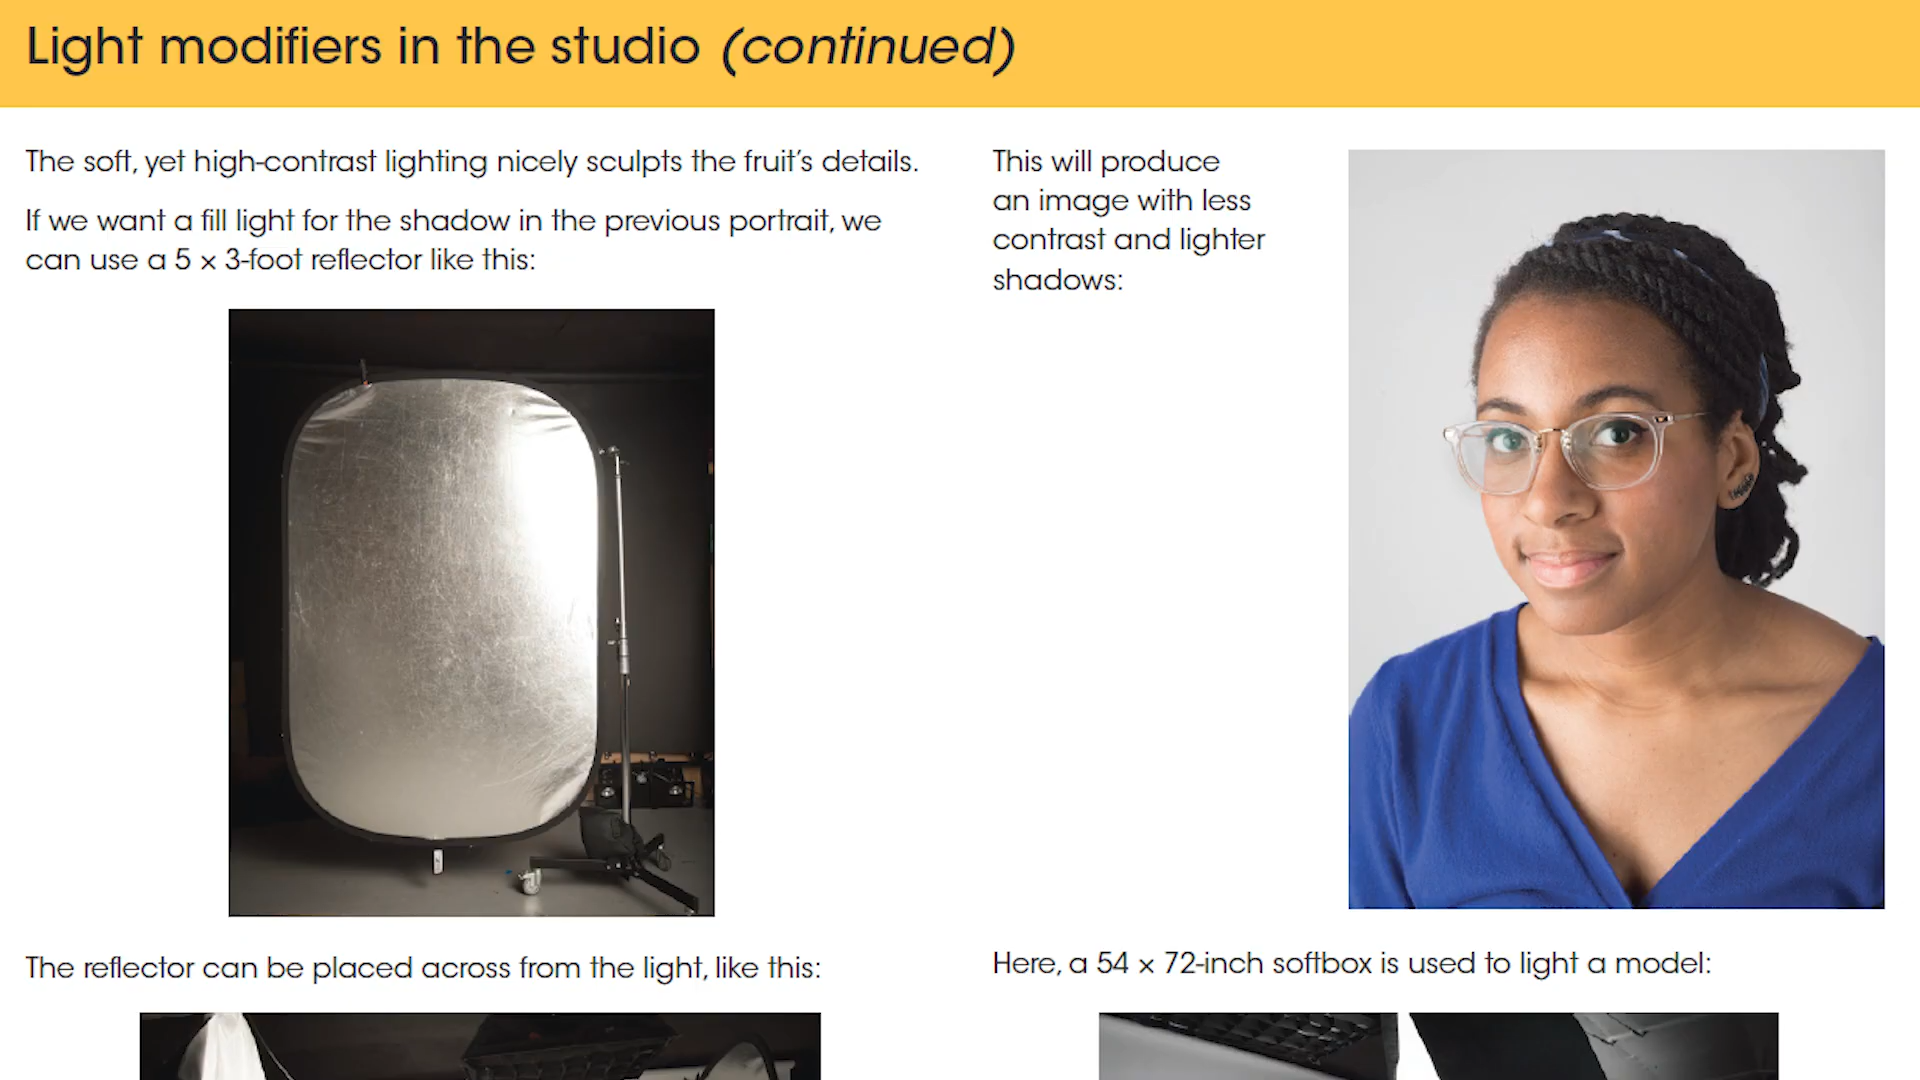 Light modifiers in the studio (continued)
The soft, yet high-contrast lighting nicely sculpts the fruit’s details.
If we want a fill light for the shadow in the previous portrait, we
can use a 5 × 3-foot reflector like this:
The reflector can be placed across from the light, like this:
This will produce
an image with less
contrast and lighter
shadows:
Here, a 54 × 72-inch softbox is used to light a model: